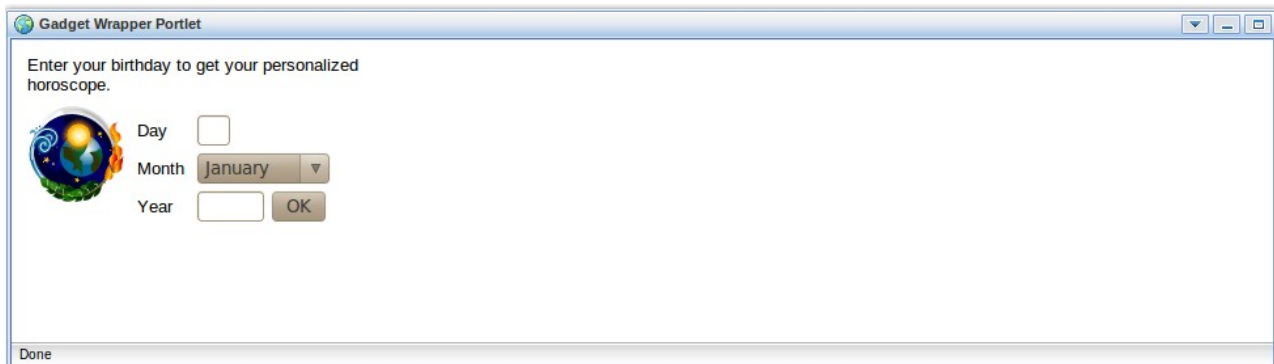 Gadget Wrapper Portlet
Enter your birthday to get your personalized
horoscope.
Day
Month January
Year OK
Done